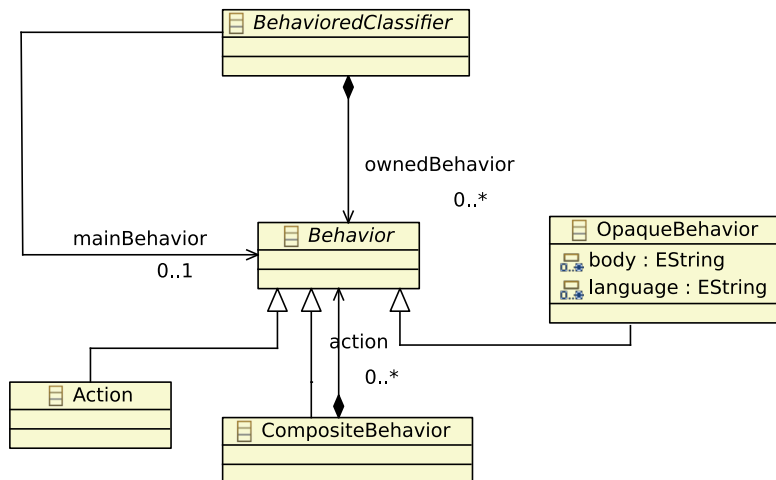 BehavioredClassifier
ownedBehavior
0..*
mainBehavior
0..1
Behavior
OpaqueBehavior
body : EString
language : EString
action
0..*
Action
CompositeBehavior